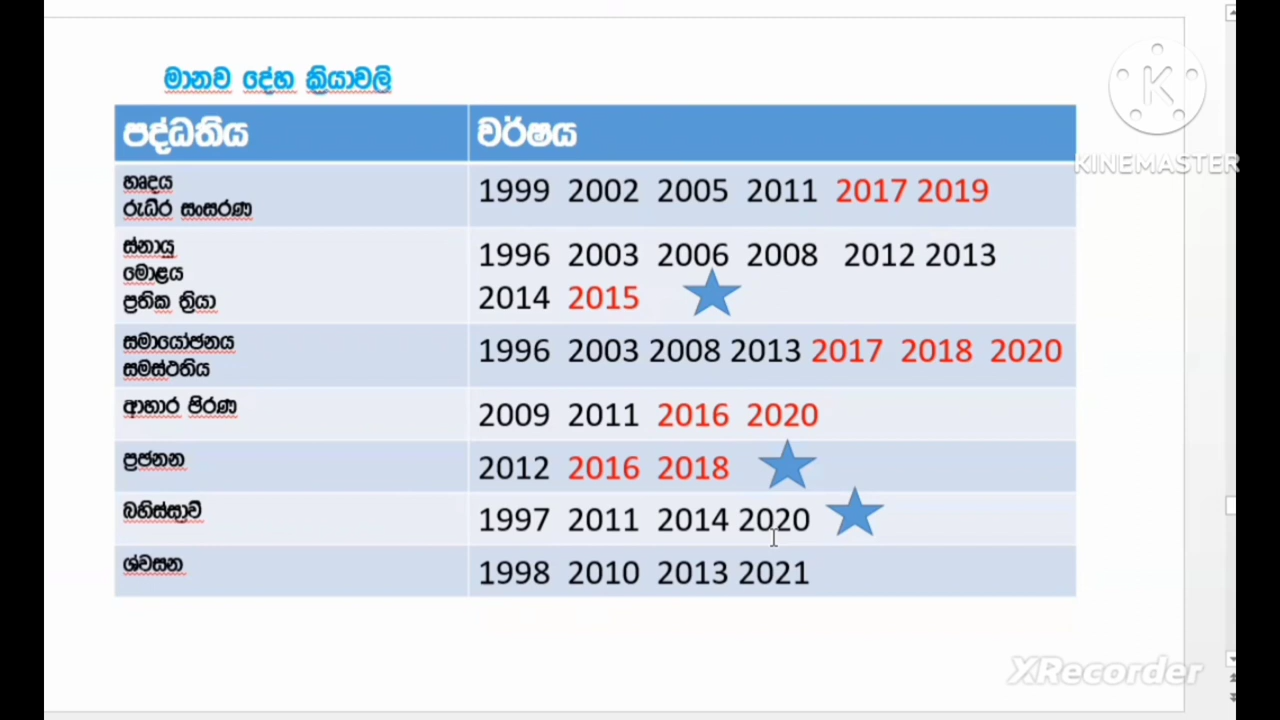 මානව දේහ ක්‍රියාවලි
පද්ධතිය
වර්ෂය
හෘදය
රුධිර සංසරණ
1999 2002 2005 2011 2017 2019
ස්නායු
මොළය
ප්‍රතික ත්‍රියා
1996 2003 2006 2008 2012 2013
2014 2015
සමායෝජනය
සමස්ථතිය
1996 2003 2008 2013 2017 2018 2020
ආහාර ජීරණ
2009 2011 2016 2020
ප්‍රජනන
2012 2016 2018
බහිස්සුාවී
1997 2011 2014 2020
ශ්වසන
1998 2010 2013 2021
K
KINEMASTER
XRecorder